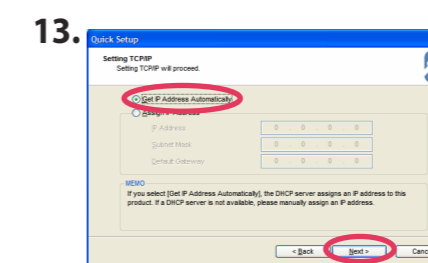 13.
Quick Setup
Setting TCP/IP
Setting TCP/IP will proceed.
Get IP Address Automatically
Assign IP Address
IP Address 0 . 0 . 0 . 0
Subnet Mask 0 . 0 . 0 . 0
Default Gateway 0 . 0 . 0 . 0
MEMO
If you select [Get IP Address Automatically], the DHCP server assigns an IP address to this
product. If a DHCP server is not available, please manually assign an IP address.
< Back Next > Canc